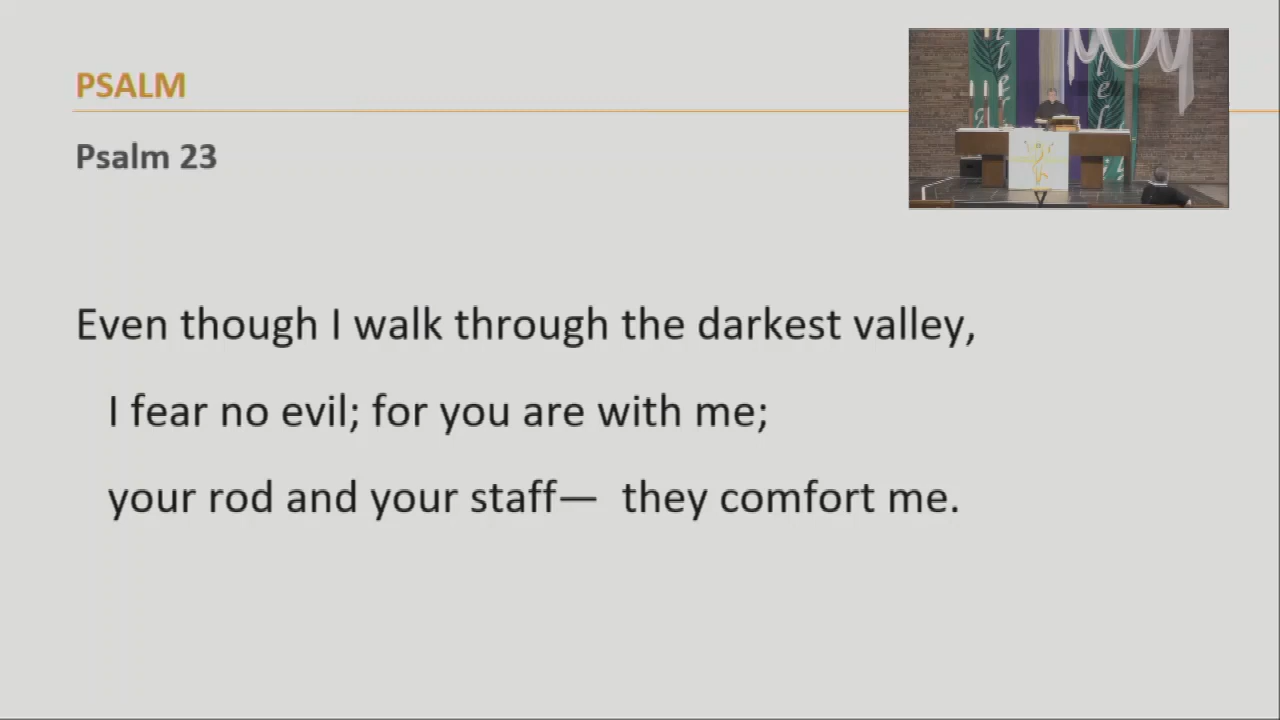 PSALM
Psalm 23
Even though I walk through the darkest valley,
I fear no evil; for you are with me;
your rod and your staff— they comfort me.